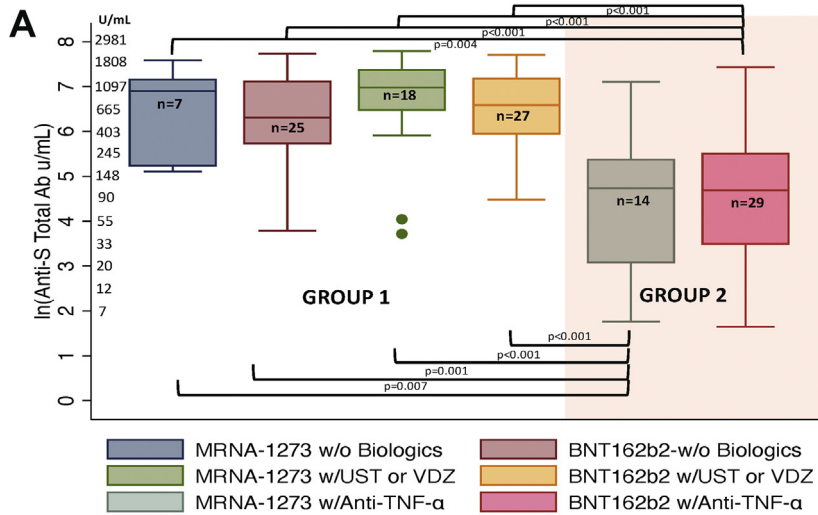 A
U/mL
ln(Anti-S Total Ab u/mL)
8
7
6
5
4
3
2
1
0
2981
1808
1097
665
403
245
148
90
55
33
20
12
7
p<0.001
p<0.001
p<0.001
p=0.004
n=7
n=25
n=18
n=27
n=14
n=29
GROUP 1
GROUP 2
p<0.001
p<0.001
p=0.001
p=0.007
MRNA-1273 w/o Biologics
BNT162b2-w/o Biologics
MRNA-1273 w/UST or VDZ
BNT162b2 w/UST or VDZ
MRNA-1273 w/Anti-TNF-α
BNT162b2 w/Anti-TNF-α